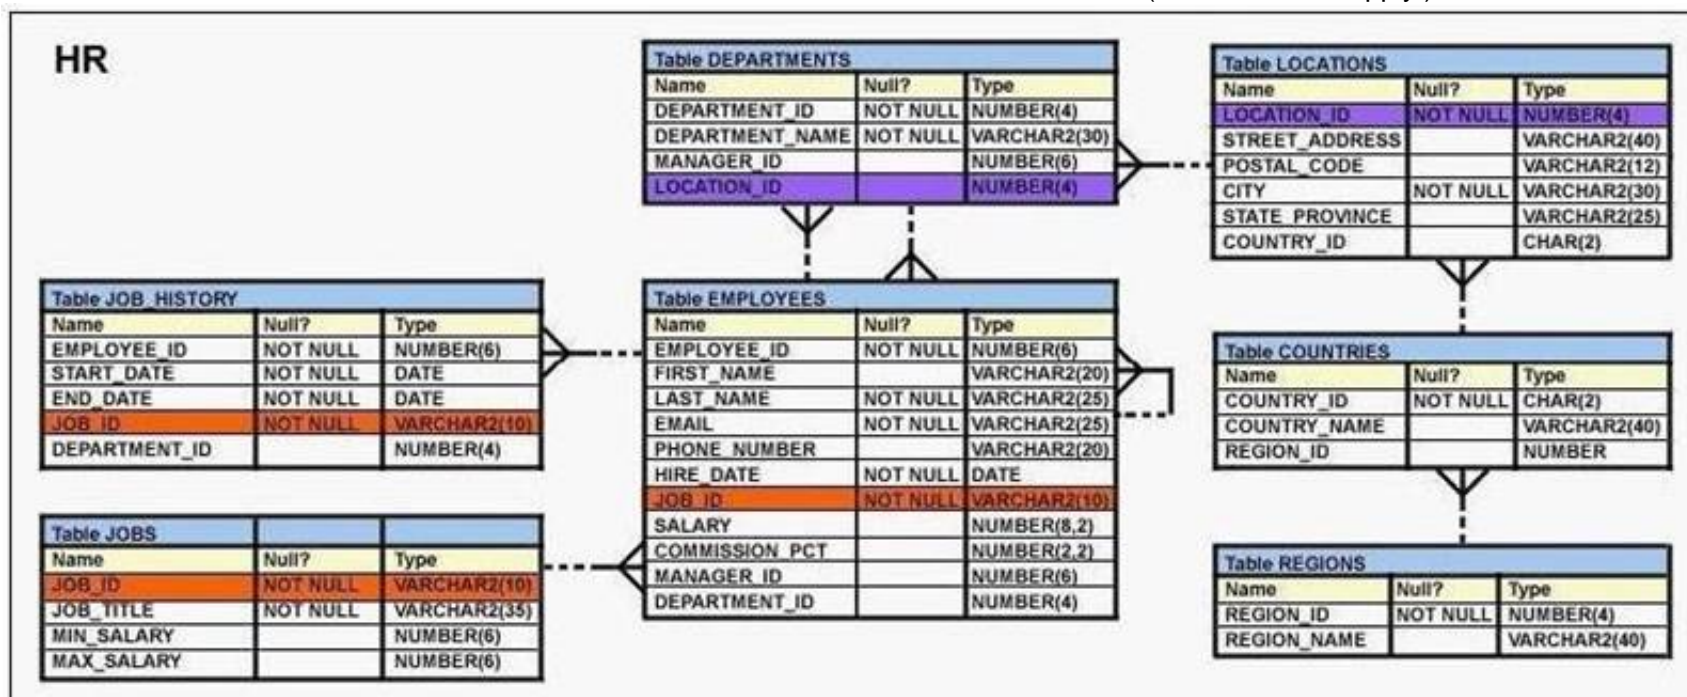 HR
Table DEPARTMENTS
Name Null? Type
DEPARTMENT_ID NOT NULL NUMBER(4)
DEPARTMENT_NAME NOT NULL VARCHAR2(30)
MANAGER_ID NUMBER(6)
LOCATION_ID NUMBER(4)
Table LOCATIONS
Name Null? Type
LOCATION_ID NOT NULL NUMBER(4)
STREET_ADDRESS VARCHAR2(40)
POSTAL_CODE VARCHAR2(12)
CITY NOT NULL VARCHAR2(30)
STATE_PROVINCE VARCHAR2(25)
COUNTRY_ID CHAR(2)
Table JOB_HISTORY
Name Null? Type
EMPLOYEE_ID NOT NULL NUMBER(6)
START_DATE NOT NULL DATE
END_DATE NOT NULL DATE
JOB_ID NOT NULL VARCHAR2(10)
DEPARTMENT_ID NUMBER(4)
Table EMPLOYEES
Name Null? Type
EMPLOYEE_ID NOT NULL NUMBER(6)
FIRST_NAME VARCHAR2(20)
LAST_NAME NOT NULL VARCHAR2(25)
EMAIL NOT NULL VARCHAR2(25)
PHONE_NUMBER VARCHAR2(20)
HIRE_DATE NOT NULL DATE
JOB_ID NOT NULL VARCHAR2(10)
SALARY NUMBER(8,2)
COMMISSION_PCT NUMBER(2,2)
MANAGER_ID NUMBER(6)
DEPARTMENT_ID NUMBER(4)
Table COUNTRIES
Name Null? Type
COUNTRY_ID NOT NULL CHAR(2)
COUNTRY_NAME VARCHAR2(40)
REGION_ID NUMBER
Table JOBS
Name Null? Type
JOB_ID NOT NULL VARCHAR2(10)
JOB_TITLE NOT NULL VARCHAR2(35)
MIN_SALARY NUMBER(6)
MAX_SALARY NUMBER(6)
Table REGIONS
Name Null? Type
REGION_ID NOT NULL NUMBER(4)
REGION_NAME VARCHAR2(40)